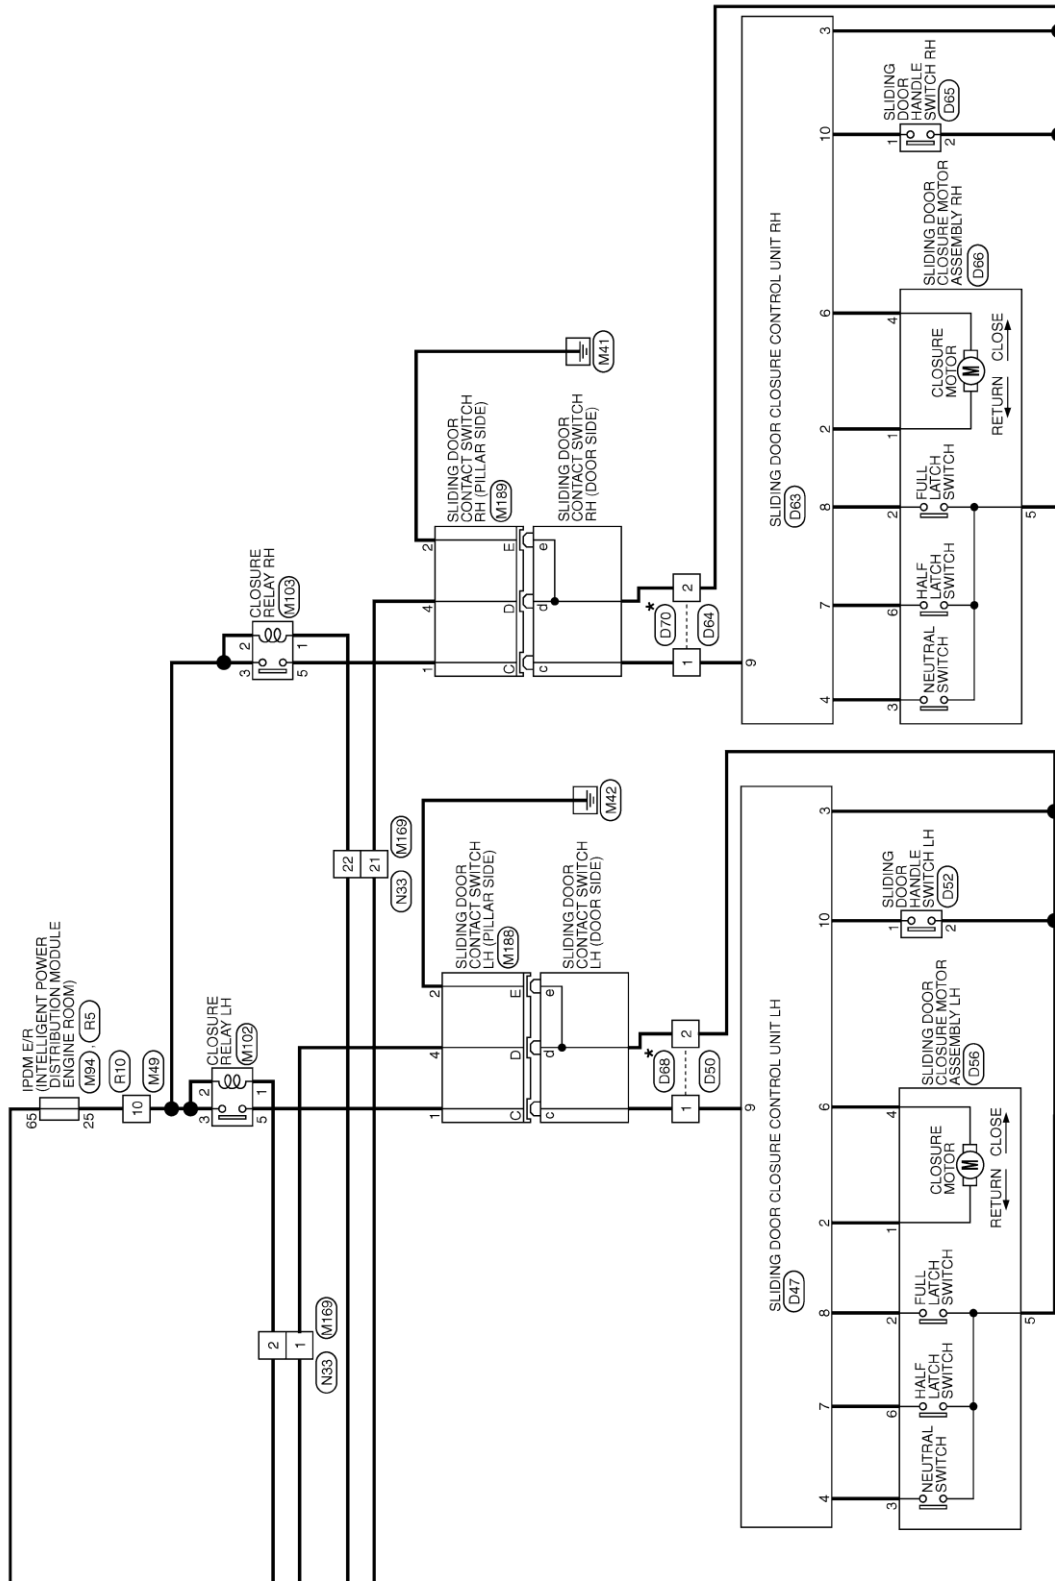 IPDM E/R
(INTELLIGENT POWER
DISTRIBUTION MODULE
ENGINE ROOM)
M94 , R5
65
25
R10
M49
10
CLOSURE
RELAY LH
M102
3
2
5
1
N33
M169
2
1
SLIDING DOOR
CONTACT SWITCH
LH (PILLAR SIDE)
M188
1
4
2
C
D
E
M42
SLIDING DOOR
CONTACT SWITCH
LH (DOOR SIDE)
c
d
e
*
D68
D50
1
2
SLIDING DOOR CLOSURE CONTROL UNIT LH
D47
9
4
7
8
2
6
10
3
SLIDING DOOR
CLOSURE MOTOR
ASSEMBLY LH
D56
3
6
2
1
4
5
NEUTRAL
SWITCH
HALF
LATCH
SWITCH
FULL
LATCH
SWITCH
CLOSURE
MOTOR
M
RETURN CLOSE
SLIDING
DOOR
HANDLE
SWITCH LH
D52
1
2
CLOSURE
RELAY RH
M103
3
2
5
1
N33
M169
22
21
SLIDING DOOR
CONTACT SWITCH
RH (PILLAR SIDE)
M189
1
4
2
C
D
E
M41
SLIDING DOOR
CONTACT SWITCH
RH (DOOR SIDE)
c
d
e
*
D70
D64
1
2
SLIDING DOOR CLOSURE CONTROL UNIT RH
D63
9
4
7
8
2
6
10
3
SLIDING DOOR
CLOSURE MOTOR
ASSEMBLY RH
D66
3
6
2
1
4
5
NEUTRAL
SWITCH
HALF
LATCH
SWITCH
FULL
LATCH
SWITCH
CLOSURE
MOTOR
M
RETURN CLOSE
SLIDING
DOOR
HANDLE
SWITCH RH
D65
1
2